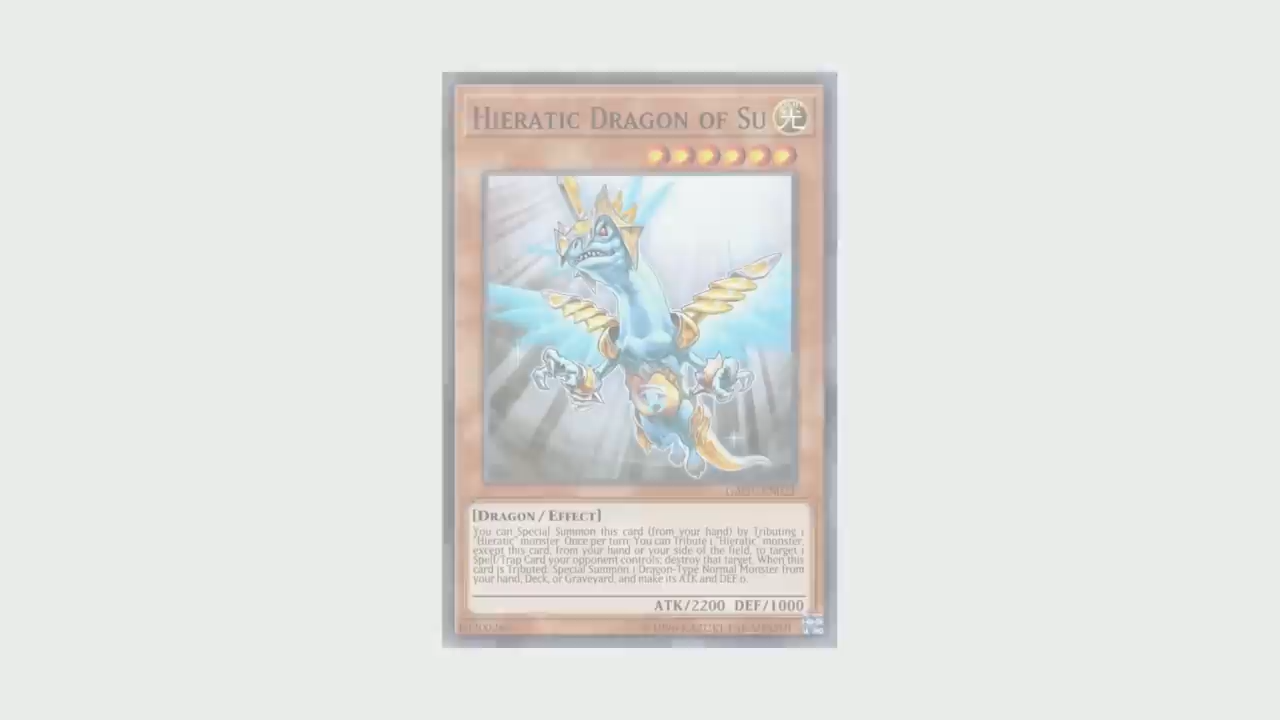 Hieratic Dragon of Su
光
[Dragon / Effect]
You can Special Summon this card (from your hand) by Tributing 1
"Hieratic" monster. Once per turn: You can Tribute 1 "Hieratic" monster,
except this card, from your hand or your side of the field, to target 1
Spell/Trap Card your opponent controls; destroy that target. When this
card is Tributed: Special Summon 1 Dragon-Type Normal Monster from
your hand, Deck, or Graveyard, and make its ATK and DEF 0.
ATK/2200 DEF/1000